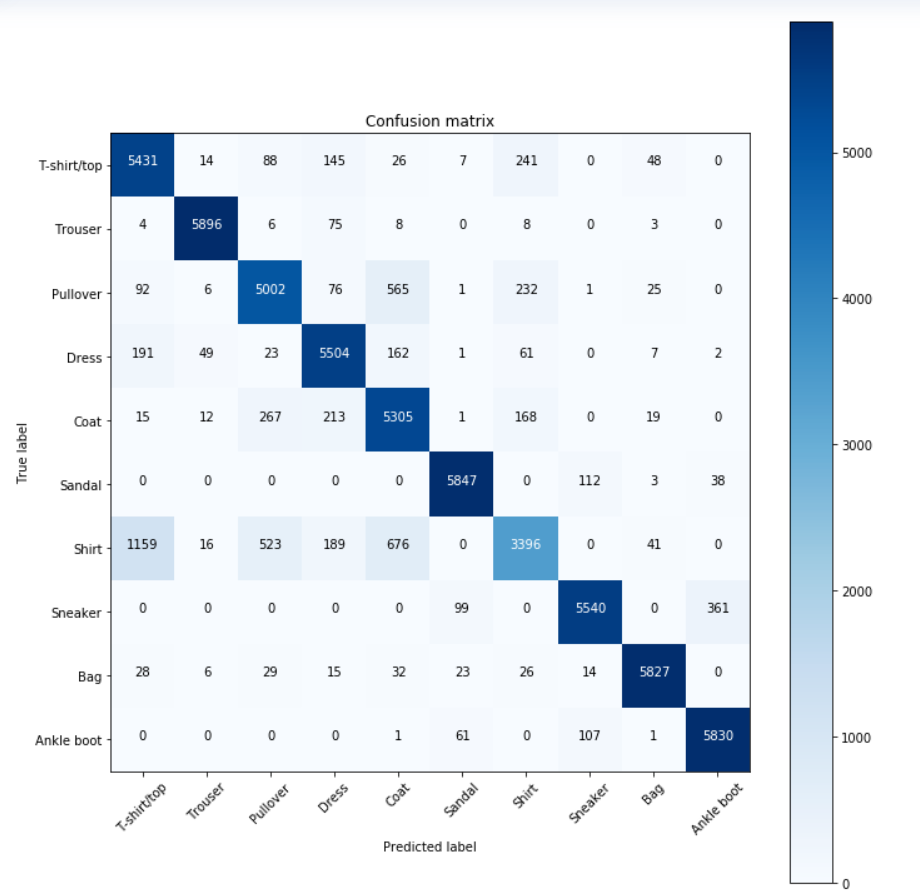 Confusion matrix
T-shirt/top 5431 14 88 145 26 7 241 0 48 0
Trouser 4 5896 6 75 8 0 8 0 3 0
Pullover 92 6 5002 76 565 1 232 1 25 0
Dress 191 49 23 5504 162 1 61 0 7 2
Coat 15 12 267 213 5305 1 168 0 19 0
Sandal 0 0 0 0 0 5847 0 112 3 38
Shirt 1159 16 523 189 676 0 3396 0 41 0
Sneaker 0 0 0 0 0 99 0 5540 0 361
Bag 28 6 29 15 32 23 26 14 5827 0
Ankle boot 0 0 0 0 1 61 0 107 1 5830
T-shirt/top Trouser Pullover Dress Coat Sandal Shirt Sneaker Bag Ankle boot
Predicted label
True label
5000
4000
3000
2000
1000
0